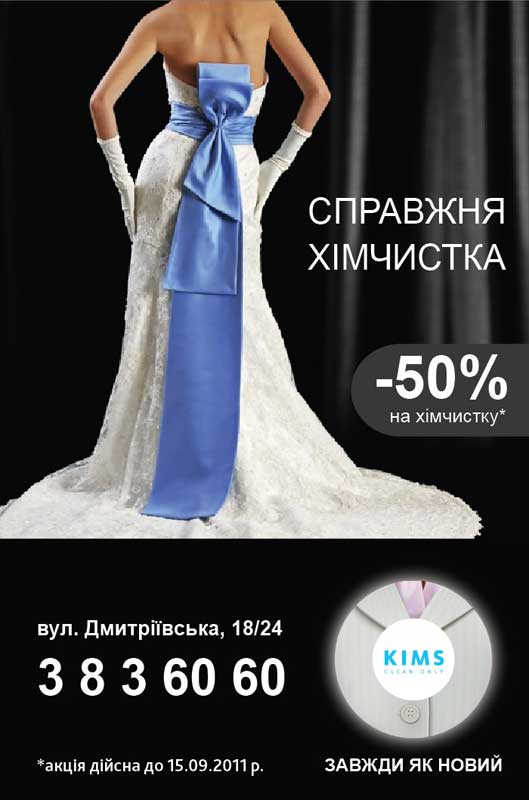 СПРАВЖНЯ
ХІМЧИСТКА
-50%
на хімчистку*
вул. Дмитріївська, 18/24
3 8 3 60 60
KIMS
CLEAN ONLY
*акція дійсна до 15.09.2011 р.
ЗАВЖДИ ЯК НОВИЙ